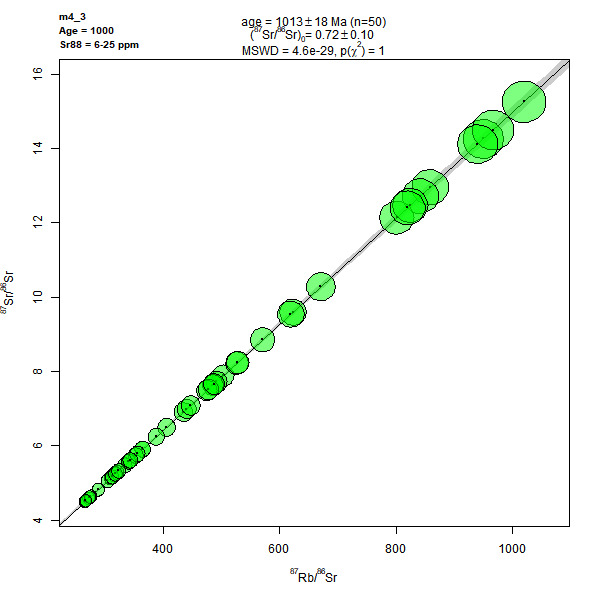 m4_3
Age = 1000
Sr88 = 6-25 ppm
age = 1013 ± 18 Ma (n=50)
(⁸⁷Sr/⁸⁶Sr)₀= 0.72 ± 0.10
MSWD = 4.6e-29, p(χ²) = 1
16
14
12
10
8
6
4
⁸⁷Sr/⁸⁶Sr
400
600
800
1000
⁸⁷Rb/⁸⁶Sr